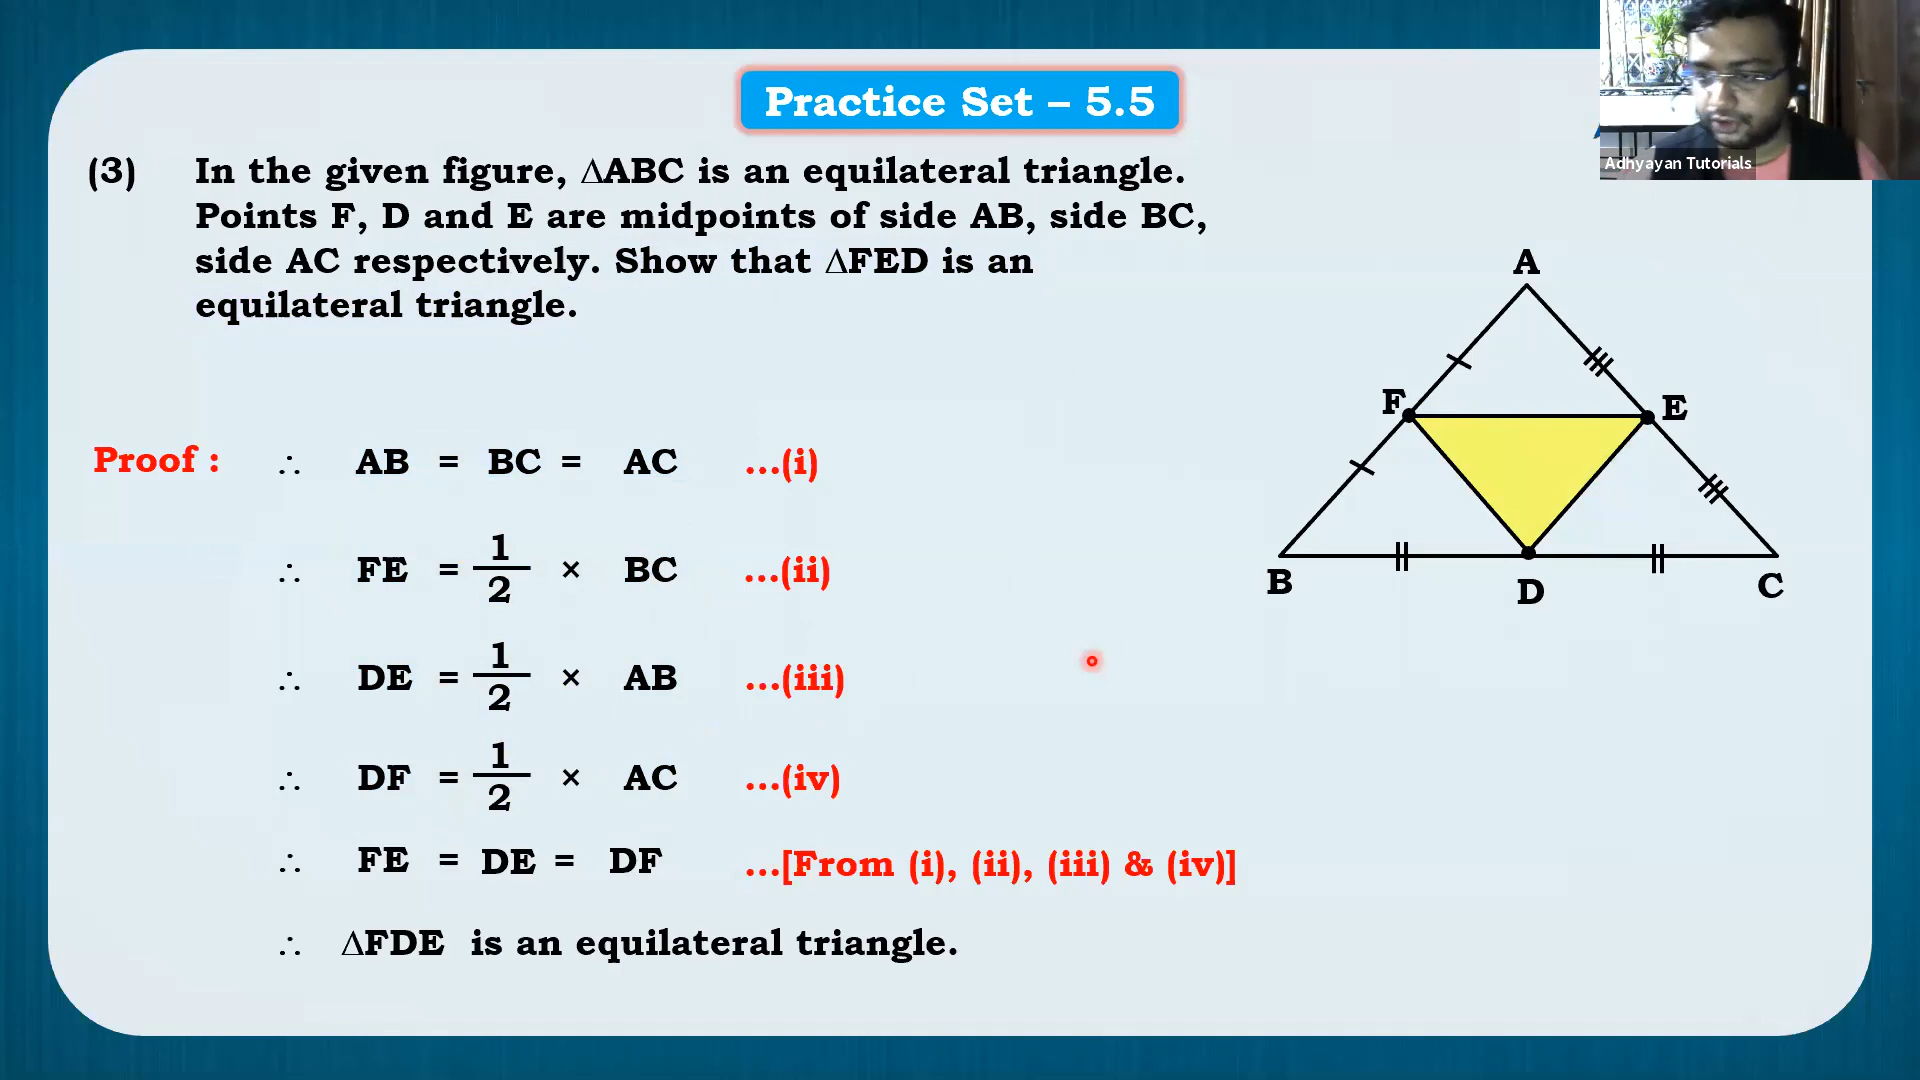 Practice Set – 5.5
Adhyayan Tutorials
(3) In the given figure, ∆ABC is an equilateral triangle.
Points F, D and E are midpoints of side AB, side BC,
side AC respectively. Show that ∆FED is an
equilateral triangle.
A
F
E
B
D
C
Proof : ∴ AB = BC = AC ...(i)
∴ FE = 1/2 × BC ...(ii)
∴ DE = 1/2 × AB ...(iii)
∴ DF = 1/2 × AC ...(iv)
∴ FE = DE = DF ...[From (i), (ii), (iii) & (iv)]
∴ ∆FDE is an equilateral triangle.